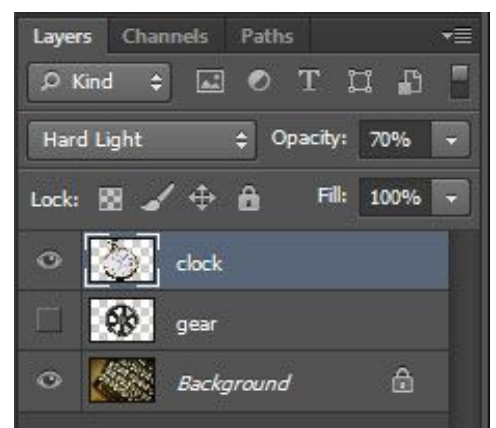 Layers Channels Paths
Kind T
Hard Light Opacity: 70%
Lock: Fill: 100%
clock
gear
Background